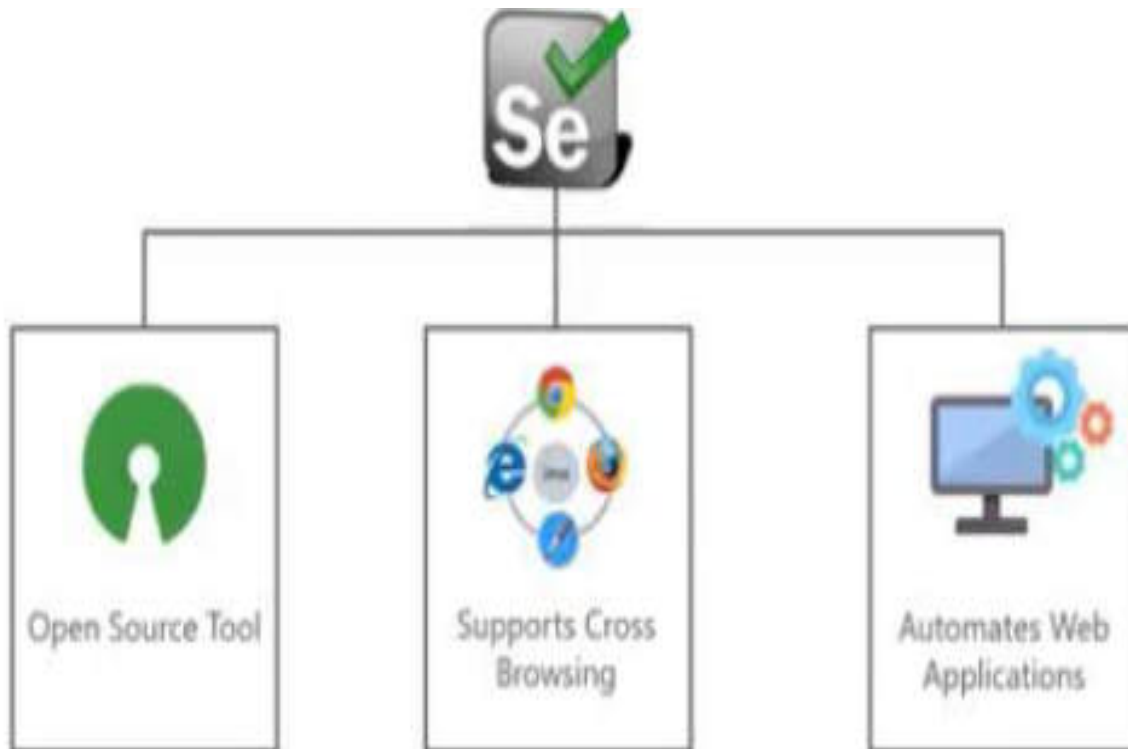 Se
Open Source Tool
Supports Cross
Browsing
Automates Web
Applications